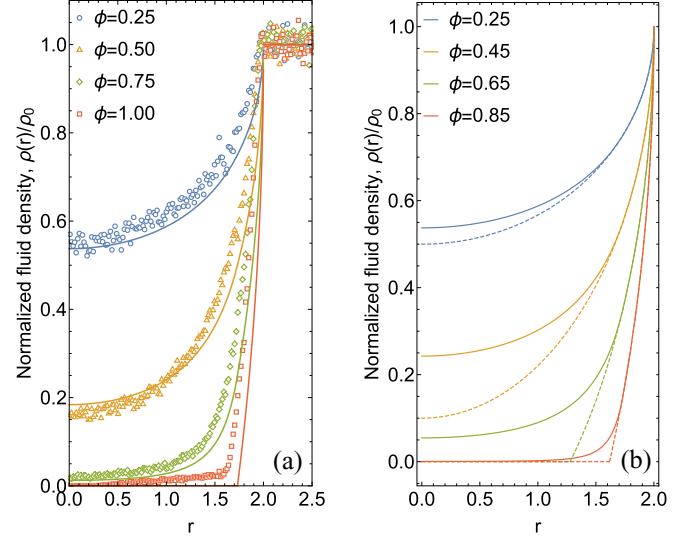 ϕ=0.25
ϕ=0.50
ϕ=0.75
ϕ=1.00
1.0
0.8
0.6
0.4
0.2
0.0
Normalized fluid density, ρ(r)/ρ0
0.0 0.5 1.0 1.5 2.0 2.5
r
(a)
ϕ=0.25
ϕ=0.45
ϕ=0.65
ϕ=0.85
1.0
0.8
0.6
0.4
0.2
0.0
Normalized fluid density, ρ(r)/ρ0
0.0 0.5 1.0 1.5 2.0
r
(b)